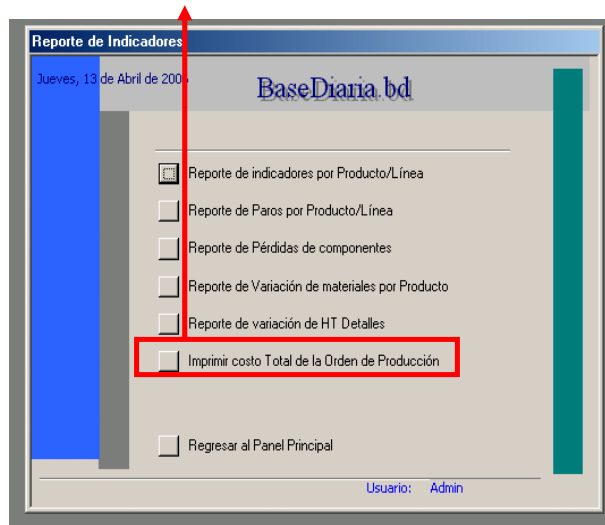 Reporte de Indicadores
Jueves, 13 de Abril de 200
BaseDiaria.bd
Reporte de indicadores por Producto/Línea
Reporte de Paros por Producto/Línea
Reporte de Pérdidas de componentes
Reporte de Variación de materiales por Producto
Reporte de variación de HT Detalles
Imprimir costo Total de la Orden de Producción
Regresar al Panel Principal
Usuario: Admin